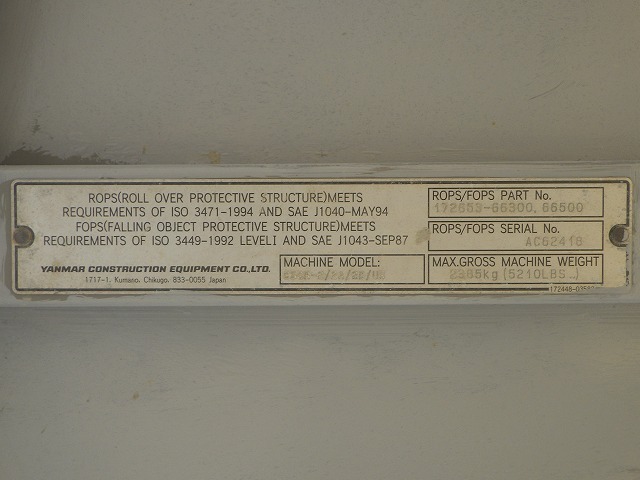 ROPS(ROLL OVER PROTECTIVE STRUCTURE)MEETS
REQUIREMENTS OF ISO 3471-1994 AND SAE J1040-MAY94
FOPS(FALLING OBJECT PROTECTIVE STRUCTURE)MEETS
REQUIREMENTS OF ISO 3449-1992 LEVELI AND SAE J1043-SEP87
YANMAR CONSTRUCTION EQUIPMENT CO.,LTD.
1717-1, Kumano, Chikugo, 833-0055 Japan
MACHINE MODEL:
ROPS/FOPS PART No.
172653-66300, 66500
ROPS/FOPS SERIAL No.
AC62418
MAX.GROSS MACHINE WEIGHT
(5210LBS